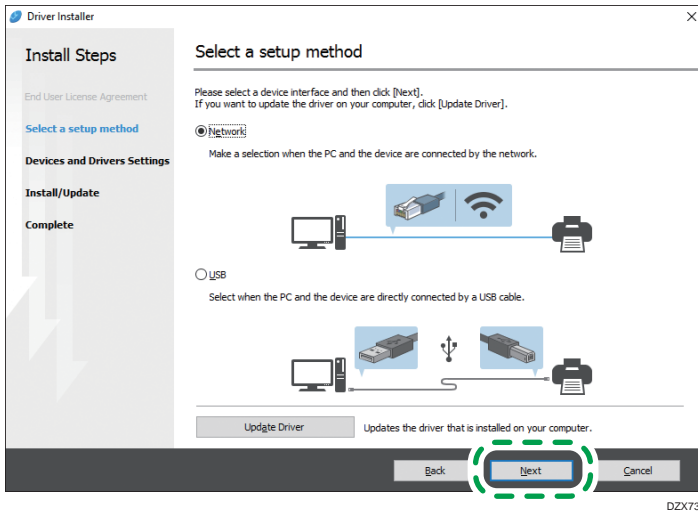 Driver Installer
Install Steps
End User License Agreement
Select a setup method
Devices and Drivers Settings
Install/Update
Complete
Select a setup method
Please select a device interface and then click [Next].
If you want to update the driver on your computer, click [Update Driver].
Network
Make a selection when the PC and the device are connected by the network.
USB
Select when the PC and the device are directly connected by a USB cable.
Update Driver
Updates the driver that is installed on your computer.
Back
Next
Cancel
DZX73